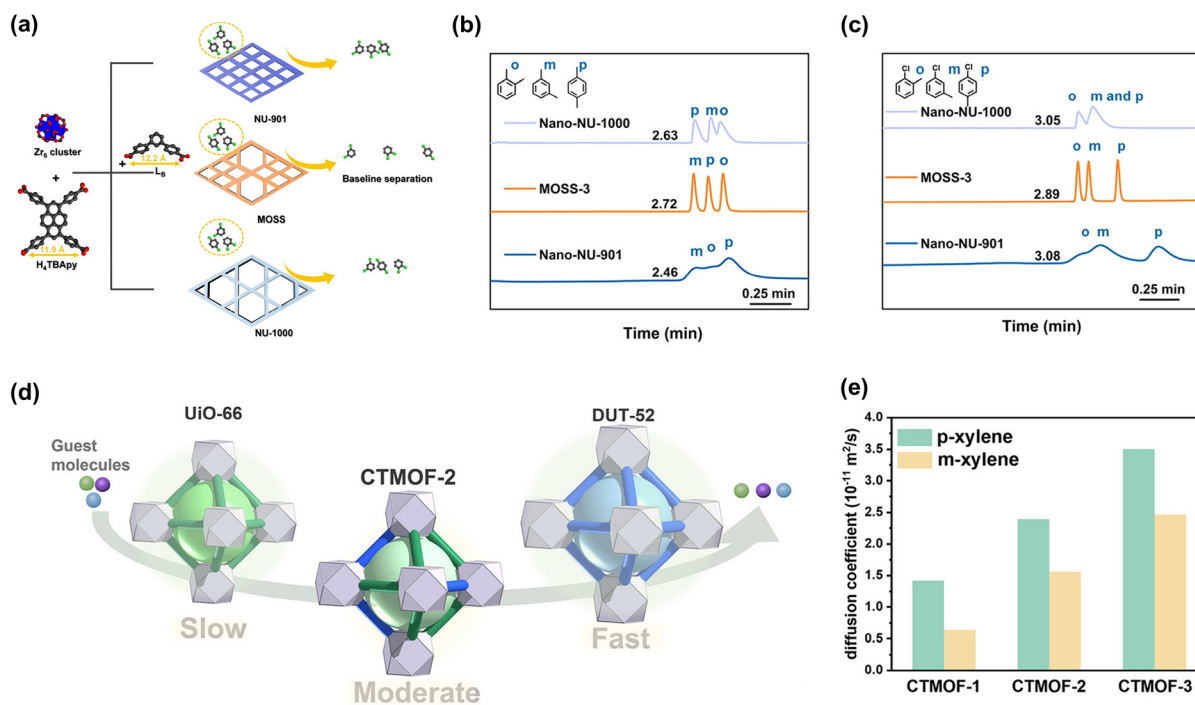 (a)
Zr6 cluster
+
H4TBApy
11.9 Å
+
12.2 Å
LB
NU-901
MOSS
Baseline separation
NU-1000
(b)
o m p
Nano-NU-1000
2.63
p m o
MOSS-3
2.72
m p o
Nano-NU-901
2.46
m o p
0.25 min
Time (min)
(c)
Cl Cl Cl
o m p
Nano-NU-1000
3.05
o m and p
MOSS-3
2.89
o m p
Nano-NU-901
3.08
o m p
0.25 min
Time (min)
(d)
Guest
molecules
UiO-66
Slow
CTMOF-2
Moderate
DUT-52
Fast
(e)
diffusion coefficient (10⁻¹¹ m²/s)
4.0
3.5
3.0
2.5
2.0
1.5
1.0
0.5
0.0
p-xylene
m-xylene
CTMOF-1 CTMOF-2 CTMOF-3